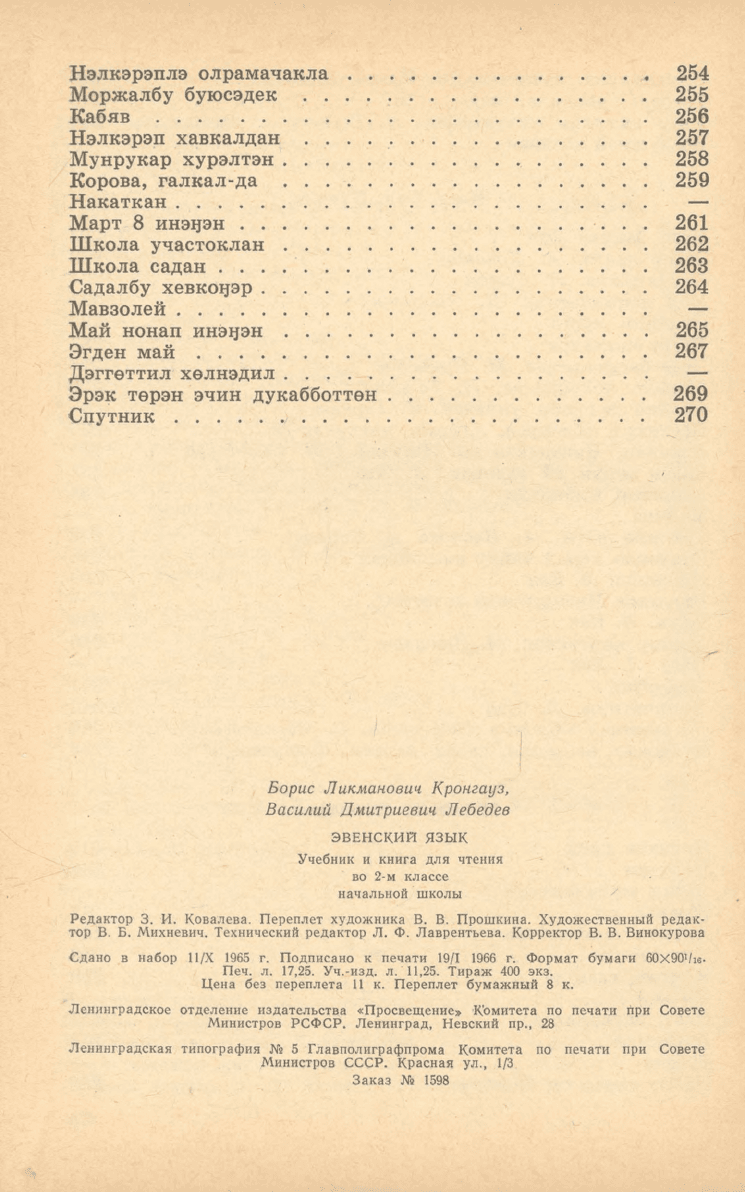 Нэлкэрэплэ олрамачакла . . . . . . . . . . . . . . . 254
Моржалбу буюсэдек . . . . . . . . . . . . . . . . . 255
Кабяв . . . . . . . . . . . . . . . . . . . . . . . . 256
Нэлкэрэп хавкалдан . . . . . . . . . . . . . . . . . 257
Мунрукар хурэлтэн . . . . . . . . . . . . . . . . . . 258
Корова, галкал-да . . . . . . . . . . . . . . . . . . 259
Накаткан . . . . . . . . . . . . . . . . . . . . . . . —
Март 8 инэӈэн . . . . . . . . . . . . . . . . . . . . 261
Школа участоклан . . . . . . . . . . . . . . . . . . 262
Школа садан . . . . . . . . . . . . . . . . . . . . . 263
Садалбу хевкоӈэр . . . . . . . . . . . . . . . . . . . 264
Мавзолей . . . . . . . . . . . . . . . . . . . . . . . —
Май нонап инэӈэн . . . . . . . . . . . . . . . . . . 265
Эгден май . . . . . . . . . . . . . . . . . . . . . . 267
Дэггөттил хөлнэдил . . . . . . . . . . . . . . . . . . —
Эрэк төрэн эчин дукабботтөн . . . . . . . . . . . . . 269
Спутник . . . . . . . . . . . . . . . . . . . . . . . 270
Борис Ликманович Кронгауз,
Василий Дмитриевич Лебедев
ЭВЕНСКИЙ ЯЗЫК
Учебник и книга для чтения
во 2-м классе
начальной школы
Редактор З. И. Ковалева. Переплет художника В. В. Прошкина. Художественный редак-
тор В. Б. Михневич. Технический редактор Л. Ф. Лаврентьева. Корректор В. В. Винокурова
Сдано в набор 11/X 1965 г. Подписано к печати 19/I 1966 г. Формат бумаги 60×90¹/₁₆.
Печ. л. 17,25. Уч.-изд. л. 11,25. Тираж 400 экз.
Цена без переплета 11 к. Переплет бумажный 8 к.
Ленинградское отделение издательства «Просвещение» Комитета по печати при Совете
Министров РСФСР. Ленинград, Невский пр., 28
Ленинградская типография № 5 Главполиграфпрома Комитета по печати при Совете
Министров СССР. Красная ул., 1/3
Заказ № 1598